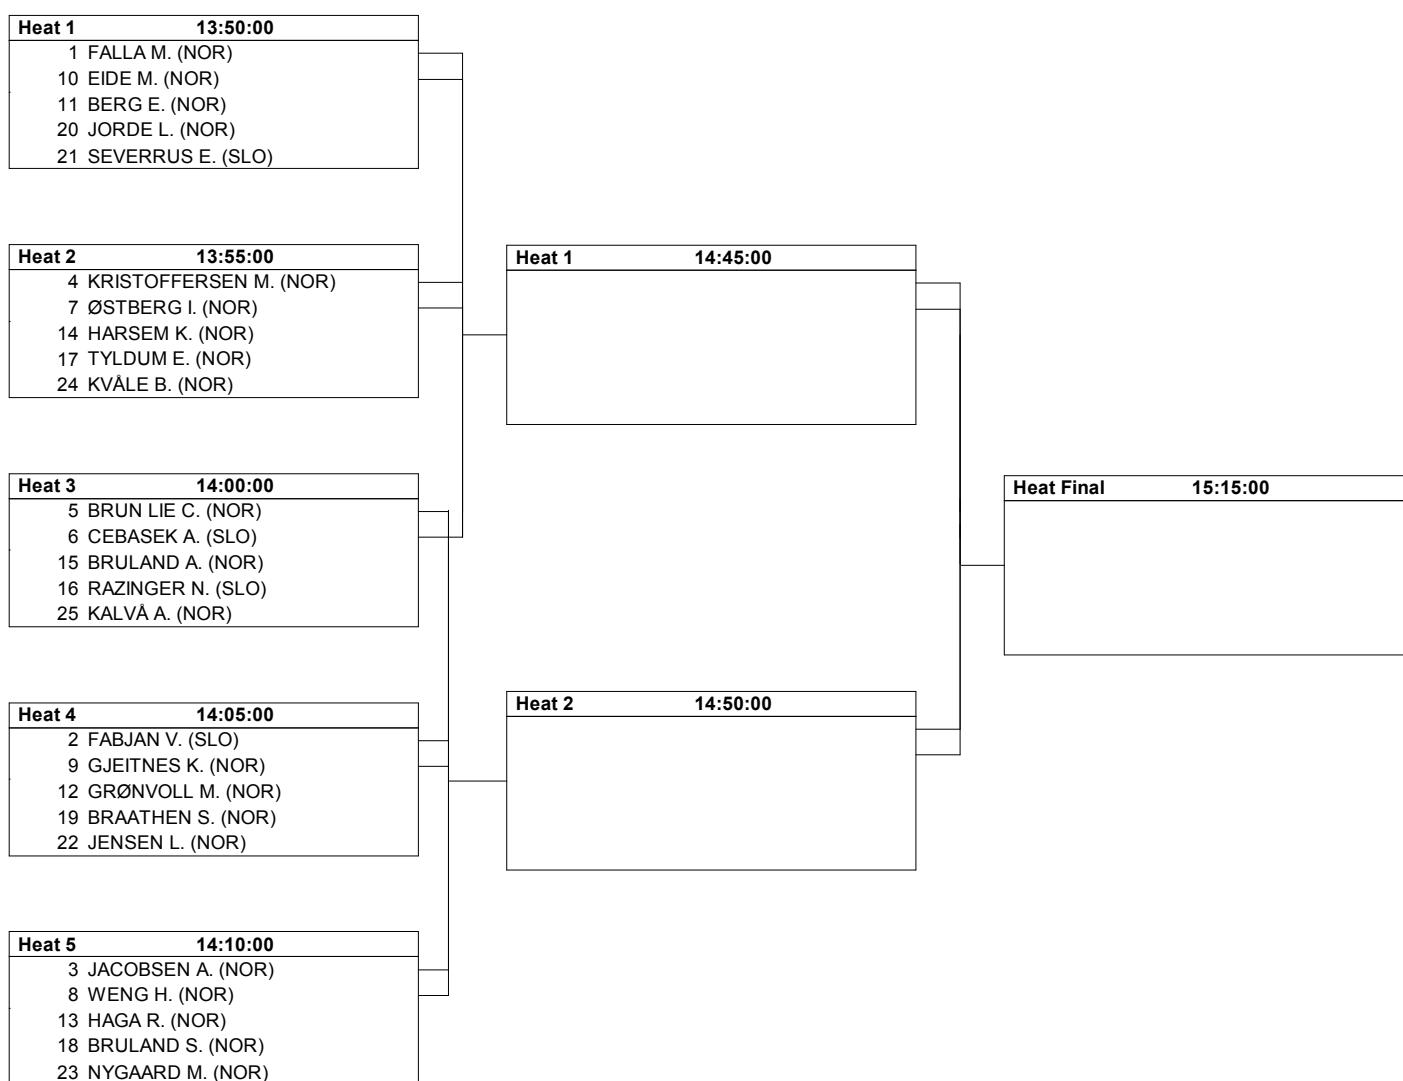 Heat 1 13:50:00
1 FALLA M. (NOR)
10 EIDE M. (NOR)
11 BERG E. (NOR)
20 JORDE L. (NOR)
21 SEVERRUS E. (SLO)
Heat 2 13:55:00
4 KRISTOFFERSEN M. (NOR)
7 ØSTBERG I. (NOR)
14 HARSEM K. (NOR)
17 TYLDUM E. (NOR)
24 KVÅLE B. (NOR)
Heat 3 14:00:00
5 BRUN LIE C. (NOR)
6 CEBASEK A. (SLO)
15 BRULAND A. (NOR)
16 RAZINGER N. (SLO)
25 KALVÅ A. (NOR)
Heat 4 14:05:00
2 FABJAN V. (SLO)
9 GJEITNES K. (NOR)
12 GRØNVOLL M. (NOR)
19 BRAATHEN S. (NOR)
22 JENSEN L. (NOR)
Heat 5 14:10:00
3 JACOBSEN A. (NOR)
8 WENG H. (NOR)
13 HAGA R. (NOR)
18 BRULAND S. (NOR)
23 NYGAARD M. (NOR)
Heat 1 14:45:00
Heat 2 14:50:00
Heat Final 15:15:00